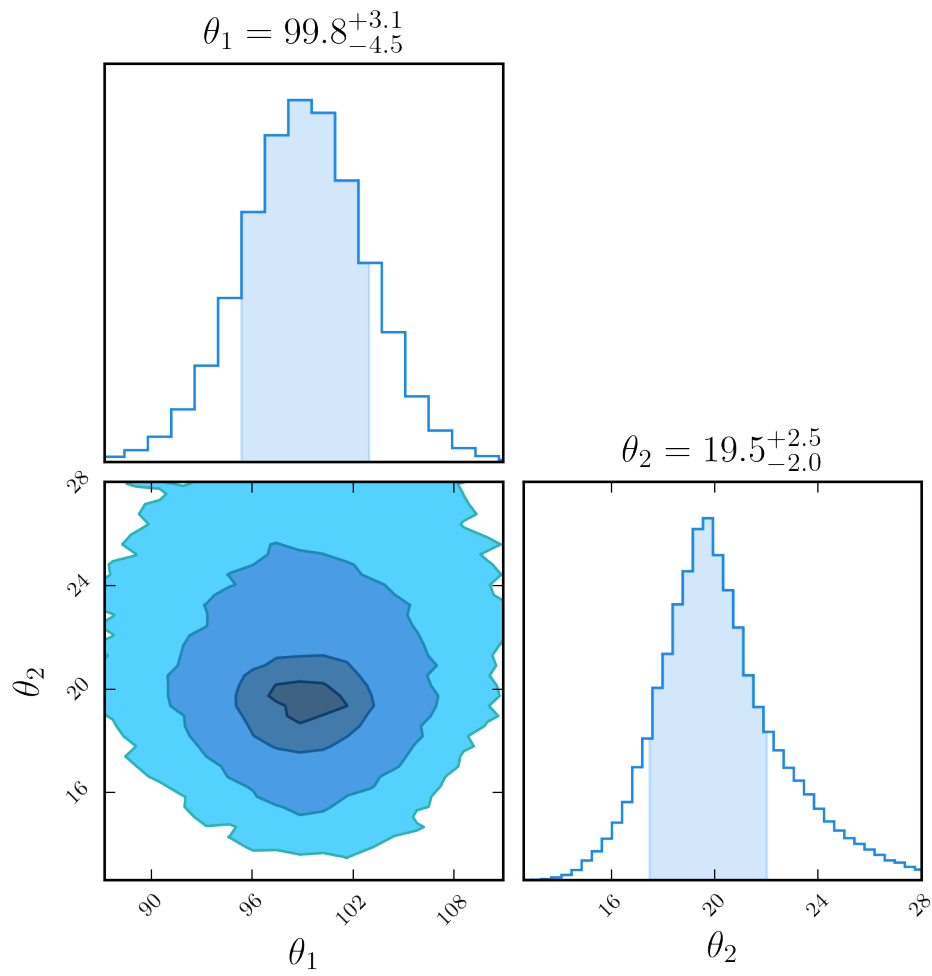 θ₁ = 99.8⁺³·¹₋₄.₅
θ₂ = 19.5⁺²·⁵₋₂.₀
28
24
20
16
θ₂
90 96 102 108
θ₁
16 20 24 28
θ₂